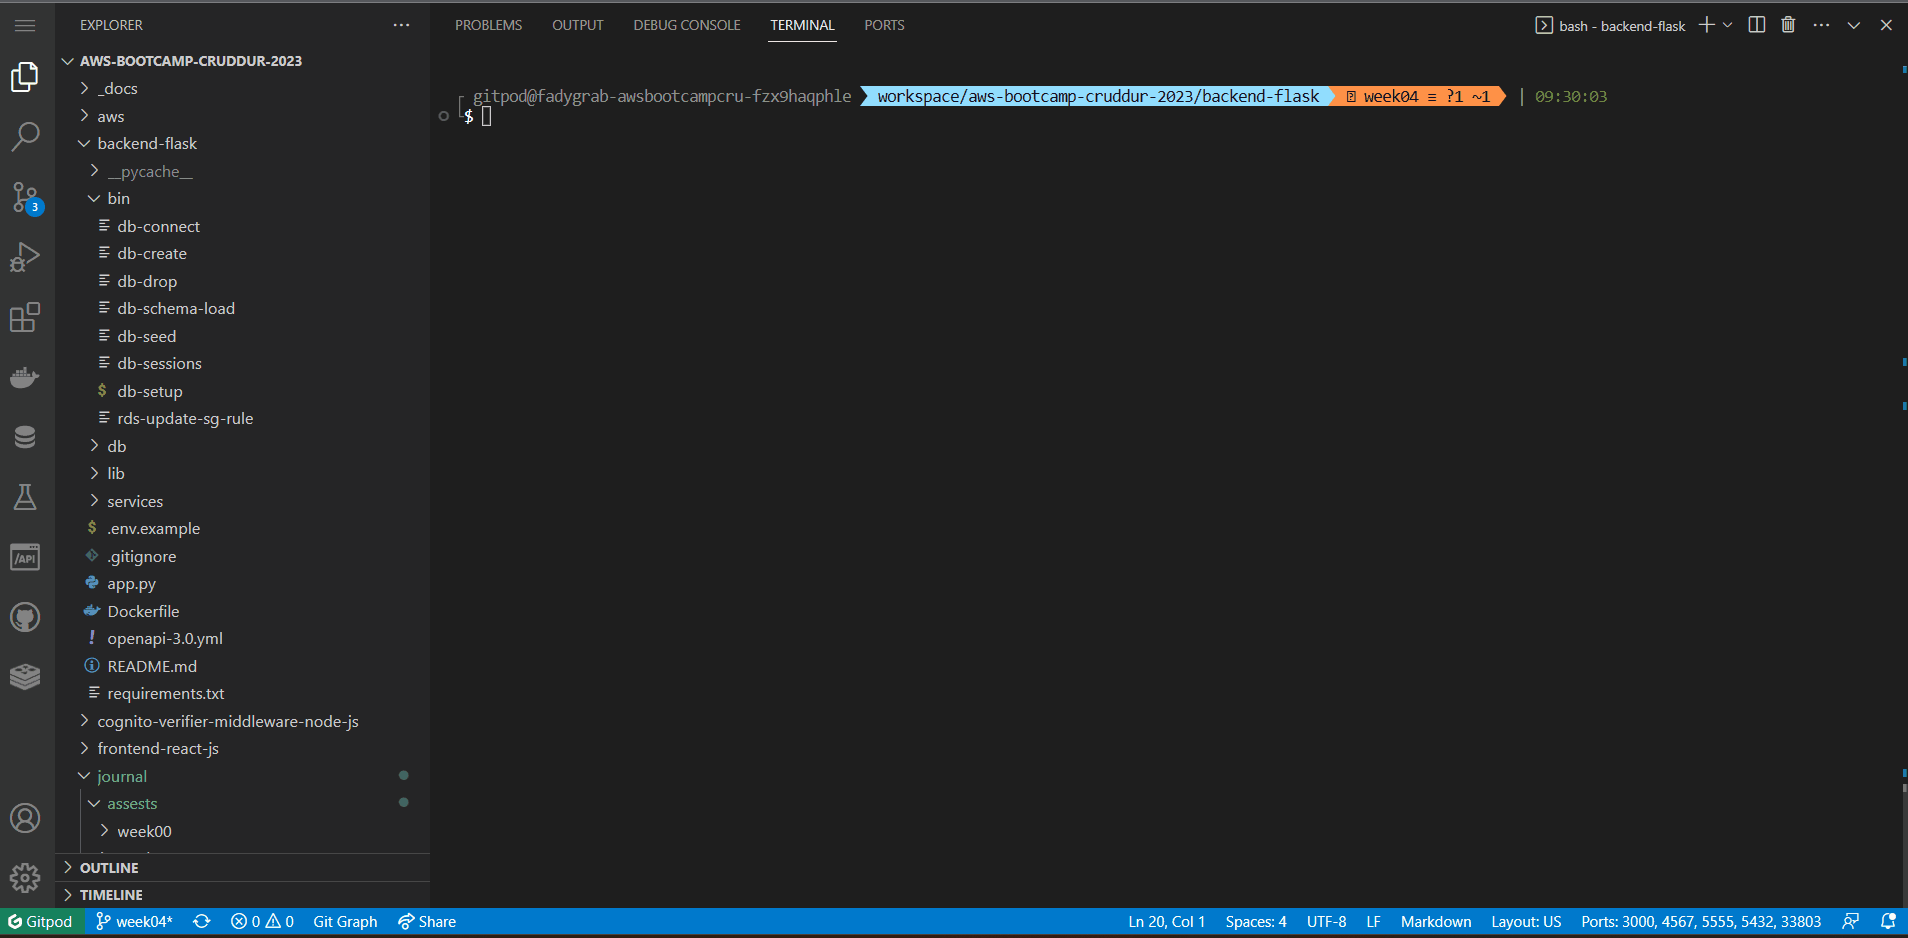 EXPLORER
AWS-BOOTCAMP-CRUDDUR-2023
_docs
aws
backend-flask
__pycache__
bin
db-connect
db-create
db-drop
db-schema-load
db-seed
db-sessions
$ db-setup
rds-update-sg-rule
db
lib
services
$ .env.example
.gitignore
app.py
Dockerfile
! openapi-3.0.yml
README.md
requirements.txt
cognito-verifier-middleware-node-js
frontend-react-js
journal
assests
week00
OUTLINE
TIMELINE
3
/API
PROBLEMS OUTPUT DEBUG CONSOLE TERMINAL PORTS
bash - backend-flask
gitpod@fadygrab-awsbootcampcru-fzx9haqphle workspace/aws-bootcamp-cruddur-2023/backend-flask week04 ≡ ?1 ~1 | 09:30:03
$
Gitpod week04* 0 0 Git Graph Share Ln 20, Col 1 Spaces: 4 UTF-8 LF Markdown Layout: US Ports: 3000, 4567, 5555, 5432, 33803